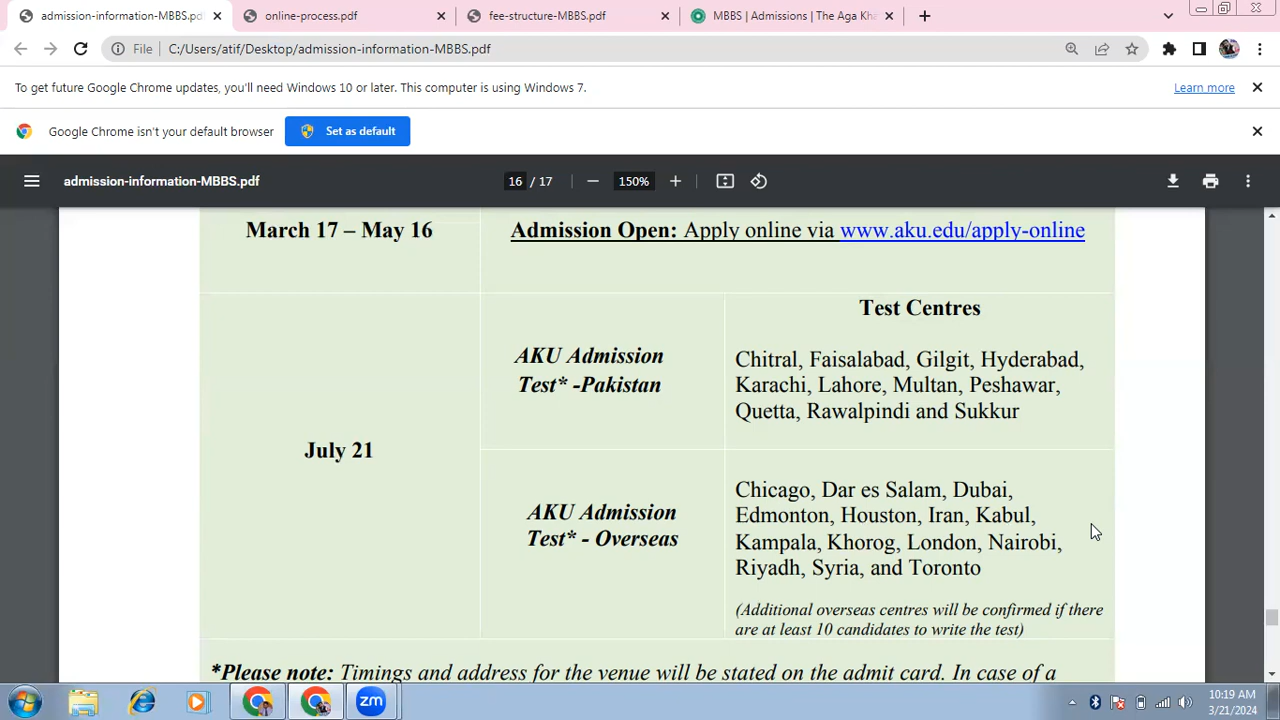 admission-information-MBBS.pd
online-process.pdf
fee-structure-MBBS.pdf
MBBS | Admissions | The Aga Kha
File | C:/Users/atif/Desktop/admission-information-MBBS.pdf
To get future Google Chrome updates, you'll need Windows 10 or later. This computer is using Windows 7.
Learn more
Google Chrome isn't your default browser
Set as default
admission-information-MBBS.pdf
16 / 17
150%
March 17 – May 16
Admission Open: Apply online via www.aku.edu/apply-online
Test Centres
AKU Admission
Test* -Pakistan
Chitral, Faisalabad, Gilgit, Hyderabad,
Karachi, Lahore, Multan, Peshawar,
Quetta, Rawalpindi and Sukkur
July 21
AKU Admission
Test* - Overseas
Chicago, Dar es Salam, Dubai,
Edmonton, Houston, Iran, Kabul,
Kampala, Khorog, London, Nairobi,
Riyadh, Syria, and Toronto
(Additional overseas centres will be confirmed if there
are at least 10 candidates to write the test)
*Please note: Timings and address for the venue will be stated on the admit card. In case of a
zm
10:19 AM
3/21/2024